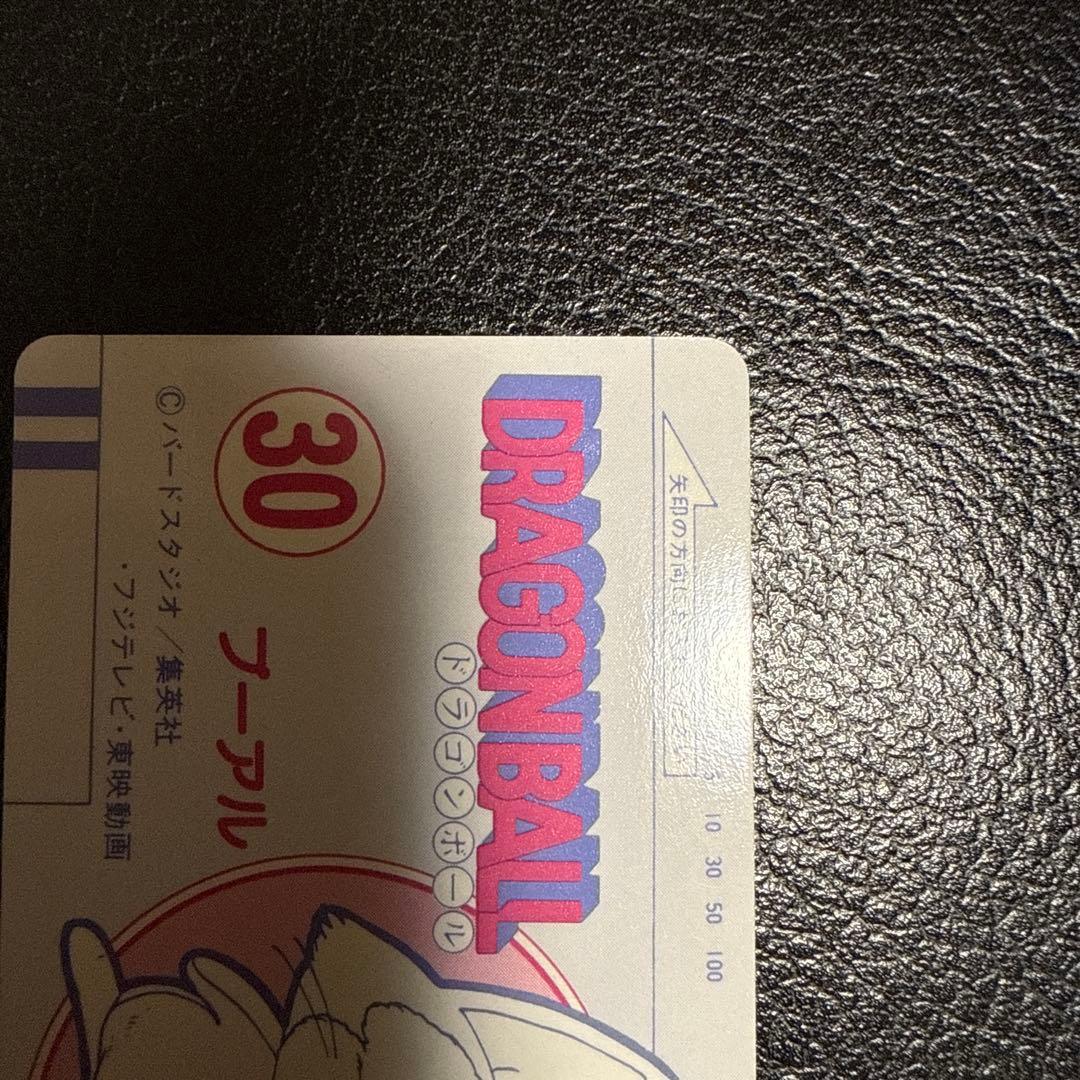 矢印の方向に
10 30 50 100
DRAGONBALL
ドラゴンボール
30
プーアル
©バードスタジオ／集英社
・フジテレビ・東映動画